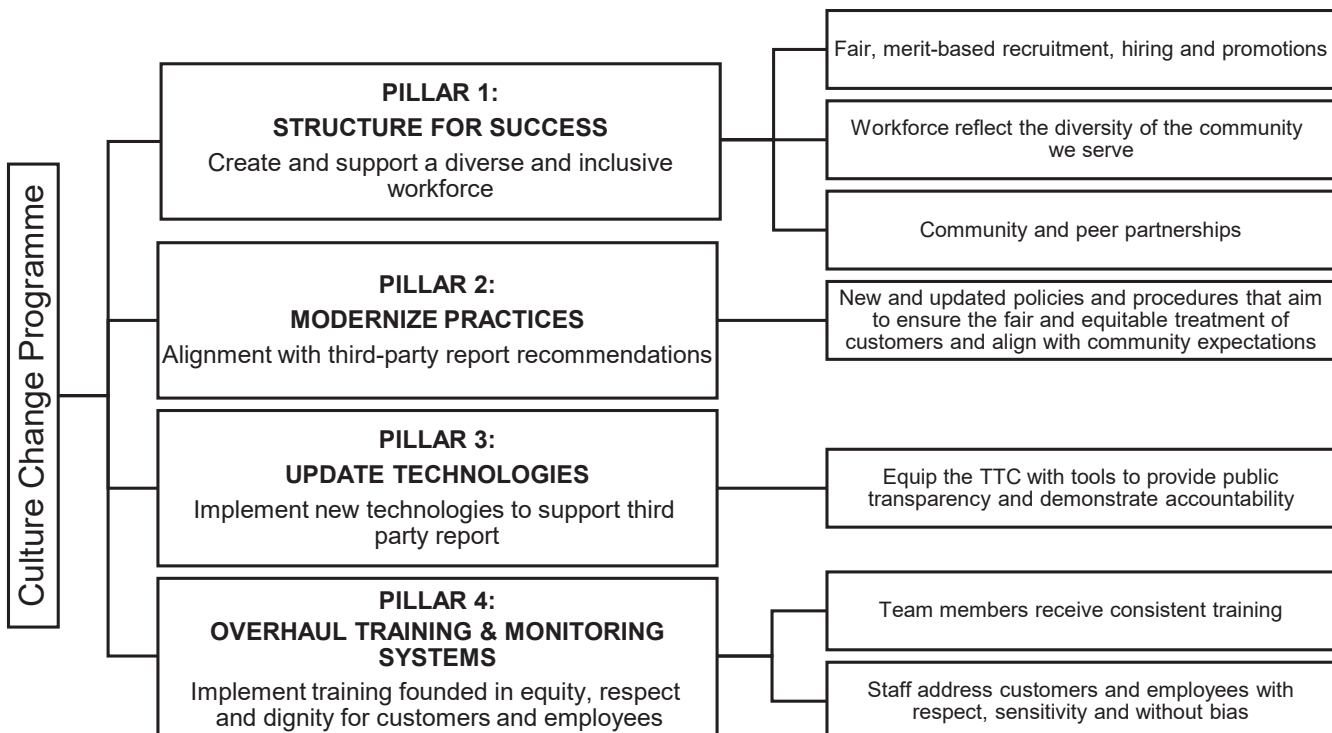 Culture Change Programme
PILLAR 1:
STRUCTURE FOR SUCCESS
Create and support a diverse and inclusive
workforce
Fair, merit-based recruitment, hiring and promotions
Workforce reflect the diversity of the community
we serve
Community and peer partnerships
PILLAR 2:
MODERNIZE PRACTICES
Alignment with third-party report recommendations
New and updated policies and procedures that aim
to ensure the fair and equitable treatment of
customers and align with community expectations
PILLAR 3:
UPDATE TECHNOLOGIES
Implement new technologies to support third
party report
Equip the TTC with tools to provide public
transparency and demonstrate accountability
PILLAR 4:
OVERHAUL TRAINING & MONITORING
SYSTEMS
Implement training founded in equity, respect
and dignity for customers and employees
Team members receive consistent training
Staff address customers and employees with
respect, sensitivity and without bias